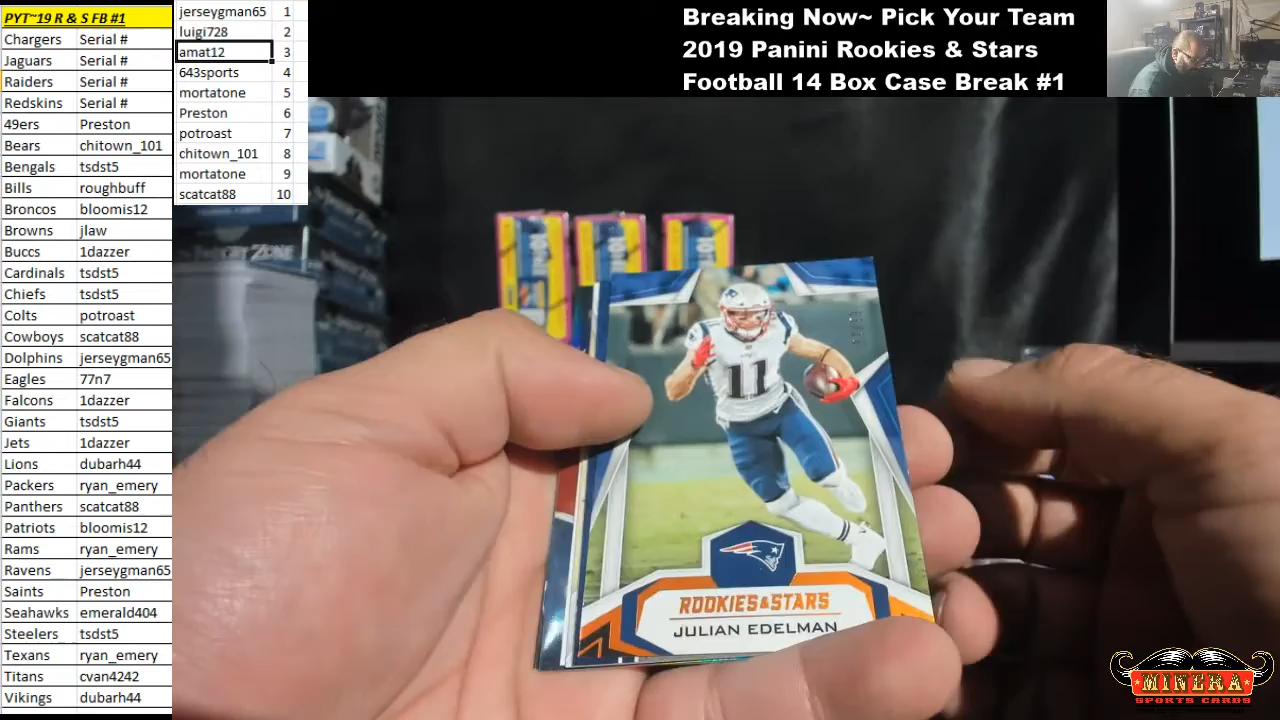 PYT~19 R & S FB #1
Chargers Serial #
Jaguars Serial #
Raiders Serial #
Redskins Serial #
49ers Preston
Bears chitown_101
Bengals tsdst5
Bills roughbuff
Broncos bloomis12
Browns jlaw
Buccs 1dazzer
Cardinals tsdst5
Chiefs tsdst5
Colts potroast
Cowboys scatcat88
Dolphins jerseygman65
Eagles 77n7
Falcons 1dazzer
Giants tsdst5
Jets 1dazzer
Lions dubarh44
Packers ryan_emery
Panthers scatcat88
Patriots bloomis12
Rams ryan_emery
Ravens jerseygman65
Saints Preston
Seahawks emerald404
Steelers tsdst5
Texans ryan_emery
Titans cvan4242
Vikings dubarh44
jerseygman65 1
luigi728 2
amat12 3
643sports 4
mortatone 5
Preston 6
potroast 7
chitown_101 8
mortatone 9
scatcat88 10
Breaking Now~ Pick Your Team
2019 Panini Rookies & Stars
Football 14 Box Case Break #1
11
ROOKIES & STARS
JULIAN EDELMAN
MINERA
SPORTS CARDS